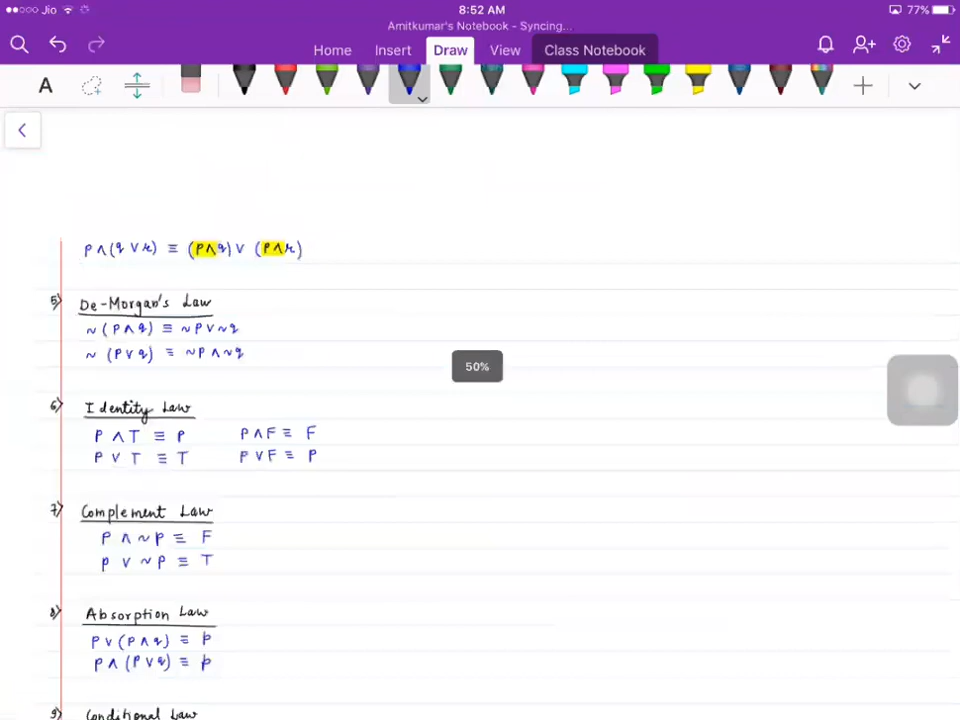 Jio 8:52 AM 77%
Amitkumar's Notebook - Syncing...
Home Insert Draw View Class Notebook
A
p ∧ (q ∨ r) ≡ (p ∧ q) ∨ (p ∧ r)
5) De-Morgan's Law
~ (p ∧ q) ≡ ~p ∨ ~q
~ (p ∨ q) ≡ ~p ∧ ~q
50%
6) Identity Law
p ∧ T ≡ p p ∧ F ≡ F
p ∨ T ≡ T p ∨ F ≡ p
7) Complement Law
p ∧ ~p ≡ F
p ∨ ~p ≡ T
8) Absorption Law
p ∨ (p ∧ q) ≡ p
p ∧ (p ∨ q) ≡ p
9) Conditional Law